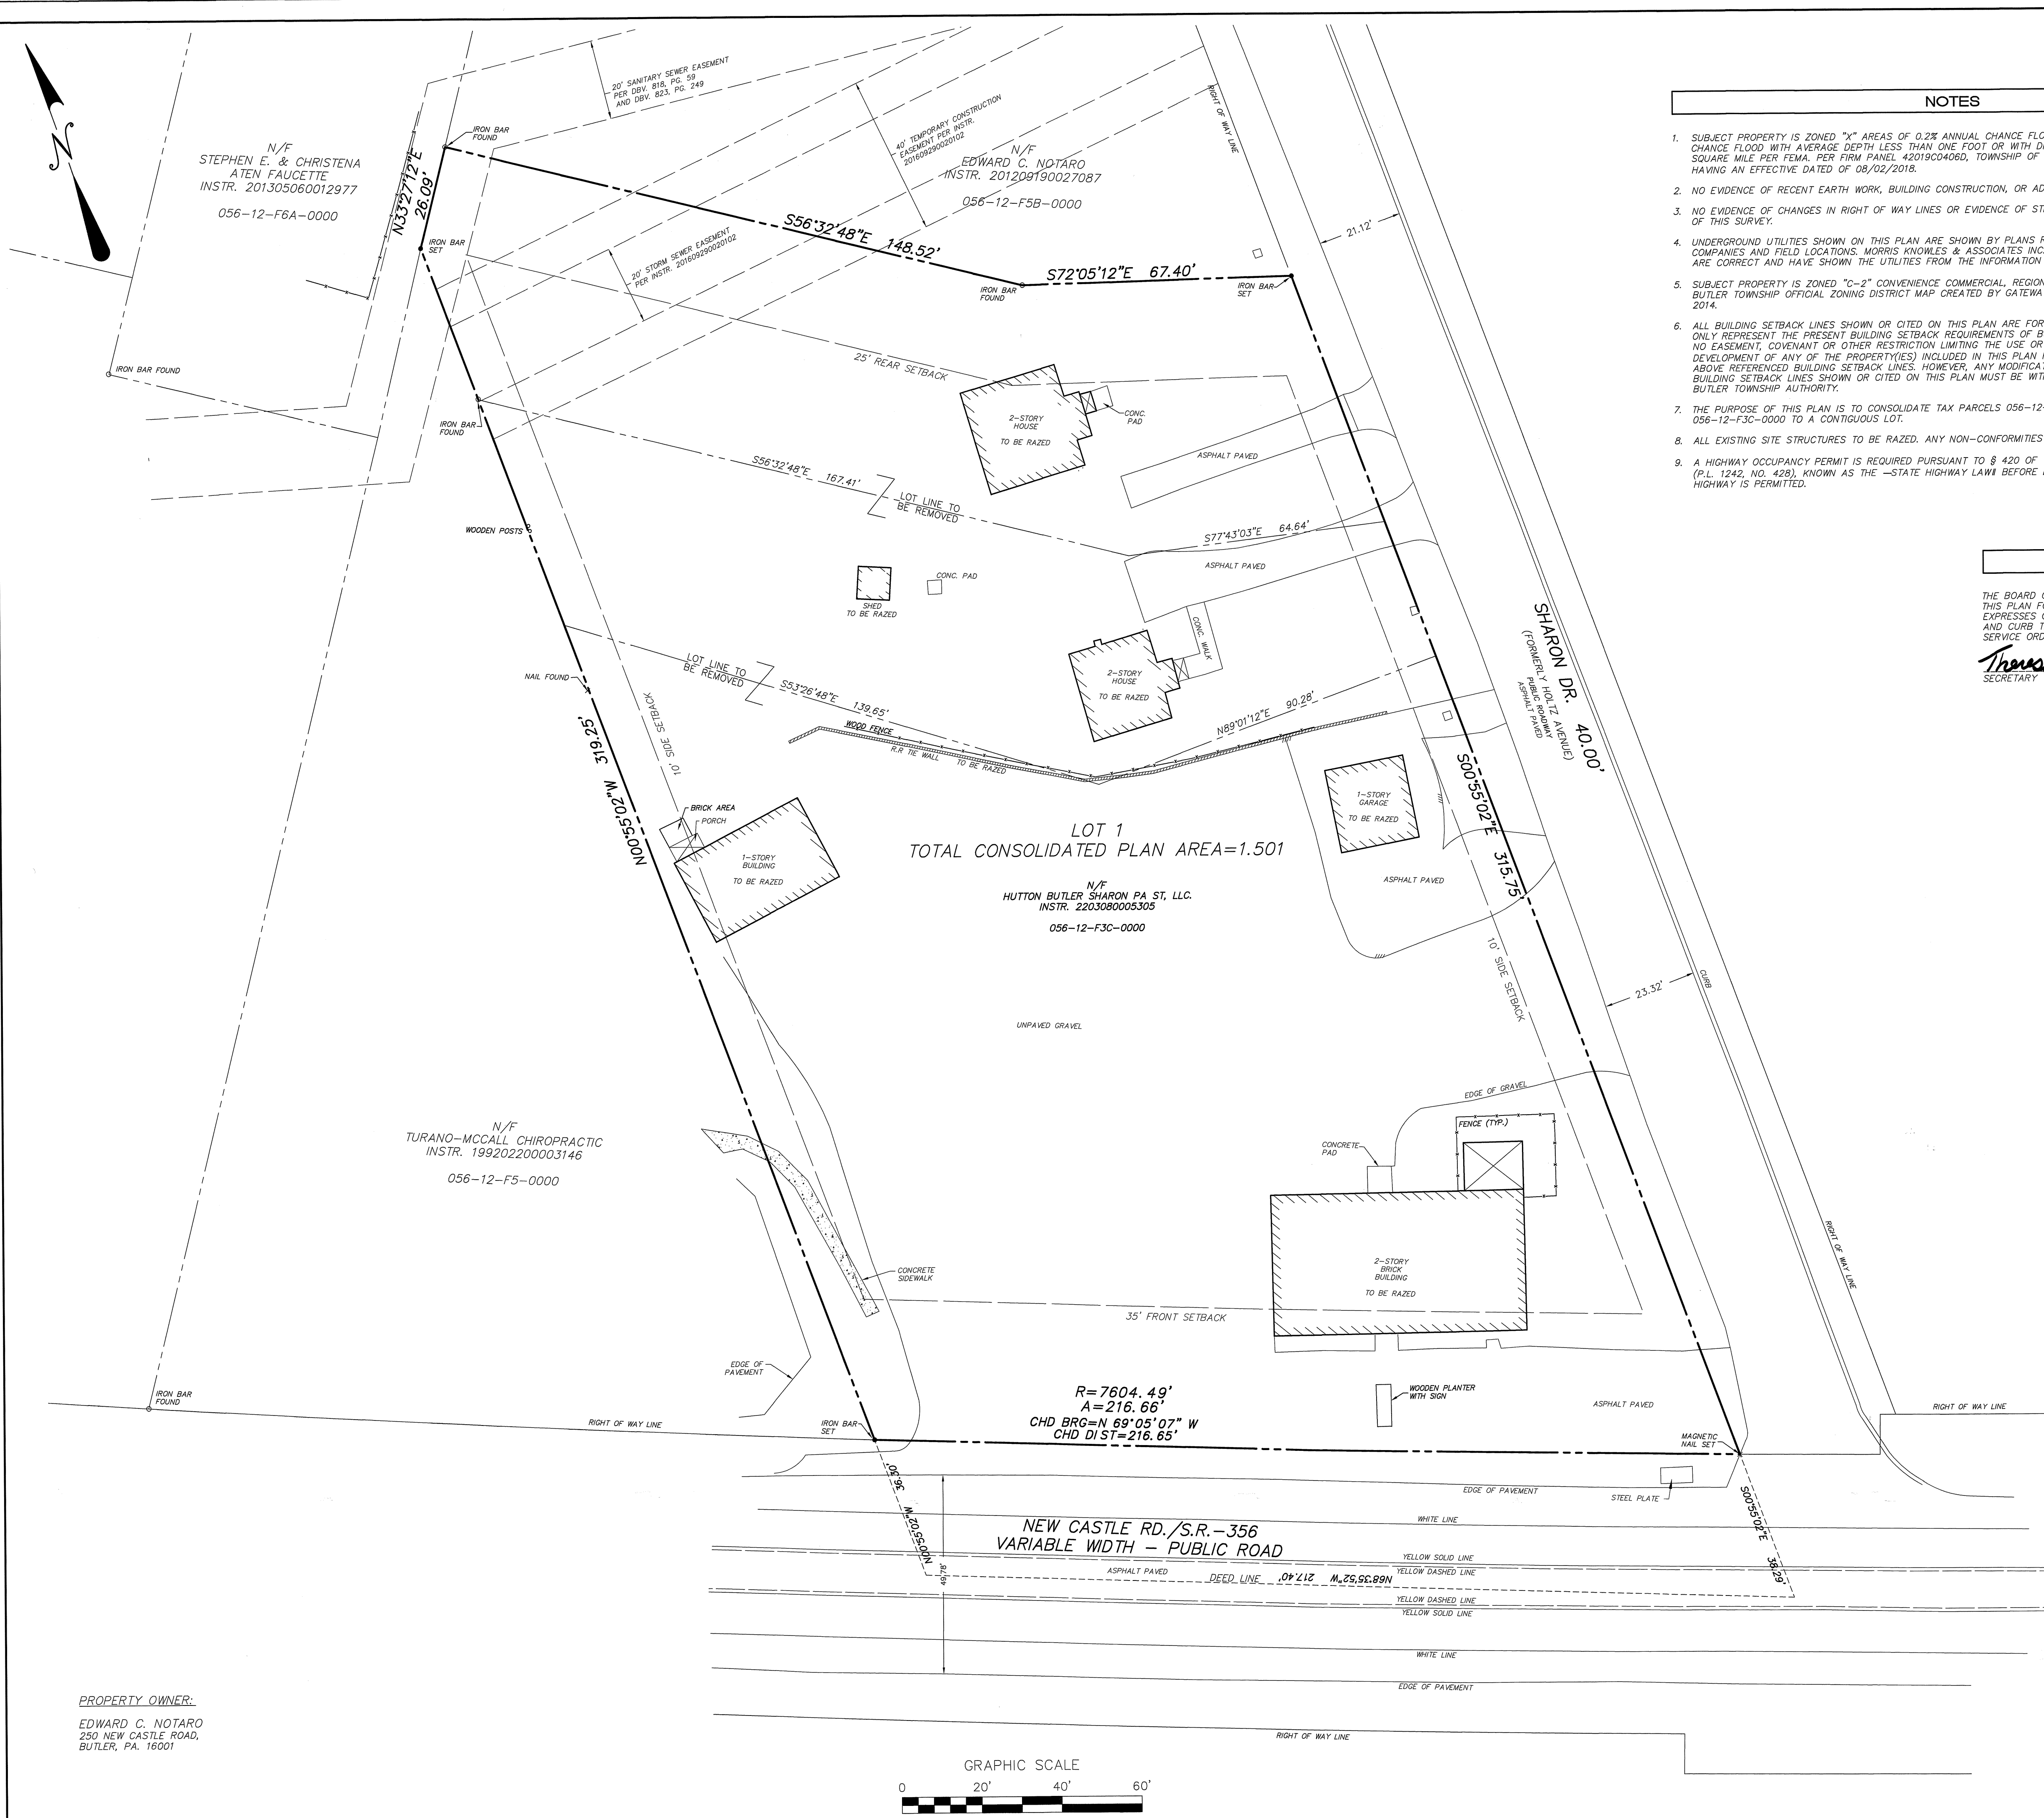 NOTES
1. SUBJECT PROPERTY IS ZONED "X" AREAS OF 0.2% ANNUAL CHANCE
CHANCE FLOOD WITH AVERAGE DEPTH LESS THAN ONE FOOT OR WITH
SQUARE MILE PER FEMA. PER FIRM PANEL 42019C0406D, TOWNSHIP OF
HAVING AN EFFECTIVE DATED OF 08/02/2018.
2. NO EVIDENCE OF RECENT EARTH WORK, BUILDING CONSTRUCTION, OR
3. NO EVIDENCE OF CHANGES IN RIGHT OF WAY LINES OR EVIDENCE OF
OF THIS SURVEY.
4. UNDERGROUND UTILITIES SHOWN ON THIS PLAN ARE SHOWN BY PLANS
COMPANIES AND FIELD LOCATIONS. MORRIS KNOWLES & ASSOCIATES INC.
ARE CORRECT AND HAVE SHOWN THE UTILITIES FROM THE INFORMATION
5. SUBJECT PROPERTY IS ZONED "C-2" CONVENIENCE COMMERCIAL,
BUTLER TOWNSHIP OFFICIAL ZONING DISTRICT MAP CREATED BY
2014.
6. ALL BUILDING SETBACK LINES SHOWN OR CITED ON THIS PLAN ARE FOR
ONLY REPRESENT THE PRESENT BUILDING SETBACK REQUIREMENTS OF
NO EASEMENT, COVENANT OR OTHER RESTRICTION LIMITING THE USE OR
DEVELOPMENT OF ANY OF THE PROPERTY(IES) INCLUDED IN THIS PLAN
ABOVE REFERENCED BUILDING SETBACK LINES. HOWEVER, ANY
BUILDING SETBACK LINES SHOWN OR CITED ON THIS PLAN MUST BE
BUTLER TOWNSHIP AUTHORITY.
7. THE PURPOSE OF THIS PLAN IS TO CONSOLIDATE TAX PARCELS 056-12-
056-12-F3C-0000 TO A CONTIGUOUS LOT.
8. ALL EXISTING SITE STRUCTURES TO BE RAZED. ANY NON-CONFORMITIES
9. A HIGHWAY OCCUPANCY PERMIT IS REQUIRED PURSUANT TO § 420 OF
(P.L. 1242, NO. 428), KNOWN AS THE —STATE HIGHWAY LAW BEFORE
HIGHWAY IS PERMITTED.
THE BOARD
THIS PLAN
EXPRESSES
AND CURB
SERVICE
Theres
SECRETARY
N
N/F
STEPHEN E. & CHRISTENA
ATEN FAUCETTE
INSTR. 201305060012977
056-12-F6A-0000
N33°27'12"E
26.09'
IRON BAR
FOUND
IRON BAR
SET
20' SANITARY SEWER EASEMENT
PER DBV. 818, PG. 59
AND DBV. 823, PG. 249
40' TEMPORARY CONSTRUCTION
EASEMENT PER INSTR.
201609290020102
N/F
EDWARD C. NOTARO
INSTR. 201209190027087
056-12-F5B-0000
20' STORM SEWER EASEMENT
PER INSTR. 201609290020102
S56°32'48"E 148.52'
S72°05'12"E 67.40'
IRON BAR
FOUND
IRON BAR
SET
RIGHT OF WAY LINE
21.12'
IRON BAR FOUND
IRON BAR
FOUND
25' REAR SETBACK
2-STORY
HOUSE
TO BE RAZED
CONC.
PAD
ASPHALT PAVED
S56°32'48"E 167.41'
LOT LINE TO
BE REMOVED
WOODEN POSTS
S77°43'03"E 64.64'
ASPHALT PAVED
SHED
TO BE RAZED
CONC. PAD
CONC. WALK
2-STORY
HOUSE
TO BE RAZED
SHARON DR. 40.00'
(FORMERLY HOLTZ AVENUE)
PUBLIC ROADWAY
ASPHALT PAVED
LOT LINE TO
BE REMOVED
S53°26'48"E 139.65'
NAIL FOUND
10' SIDE SETBACK
N89°01'12"E 90.28'
WOOD FENCE
R.R TIE WALL TO BE RAZED
N00°55'02"W 319.25'
S00°55'02"E 315.75'
1-STORY
GARAGE
TO BE RAZED
BRICK AREA
PORCH
1-STORY
BUILDING
TO BE RAZED
LOT 1
TOTAL CONSOLIDATED PLAN AREA=1.501
N/F
HUTTON BUTLER SHARON PA ST, LLC.
INSTR. 2203080005305
056-12-F3C-0000
ASPHALT PAVED
10' SIDE SETBACK
23.32'
CURB
UNPAVED GRAVEL
EDGE OF GRAVEL
FENCE (TYP.)
CONCRETE
PAD
N/F
TURANO-MCCALL CHIROPRACTIC
INSTR. 199202200003146
056-12-F5-0000
CONCRETE
SIDEWALK
2-STORY
BRICK
BUILDING
TO BE RAZED
RIGHT OF WAY LINE
35' FRONT SETBACK
EDGE OF
PAVEMENT
IRON BAR
FOUND
RIGHT OF WAY LINE
IRON BAR
SET
R=7604.49'
A=216.66'
CHD BRG=N 69°05'07" W
CHD DIST=216.65'
WOODEN PLANTER
WITH SIGN
ASPHALT PAVED
MAGNETIC
NAIL SET
RIGHT OF WAY LINE
N00°55'02"W 36.30'
49.78'
EDGE OF PAVEMENT
STEEL PLATE
S00°55'02"E 38.29'
WHITE LINE
NEW CASTLE RD./S.R.-356
VARIABLE WIDTH - PUBLIC ROAD
YELLOW SOLID LINE
YELLOW DASHED LINE
ASPHALT PAVED
DEED LINE N68°35'52"W 217.40'
YELLOW DASHED LINE
YELLOW SOLID LINE
WHITE LINE
EDGE OF PAVEMENT
RIGHT OF WAY LINE
PROPERTY OWNER:
EDWARD C. NOTARO
250 NEW CASTLE ROAD,
BUTLER, PA. 16001
GRAPHIC SCALE
0 20' 40' 60'